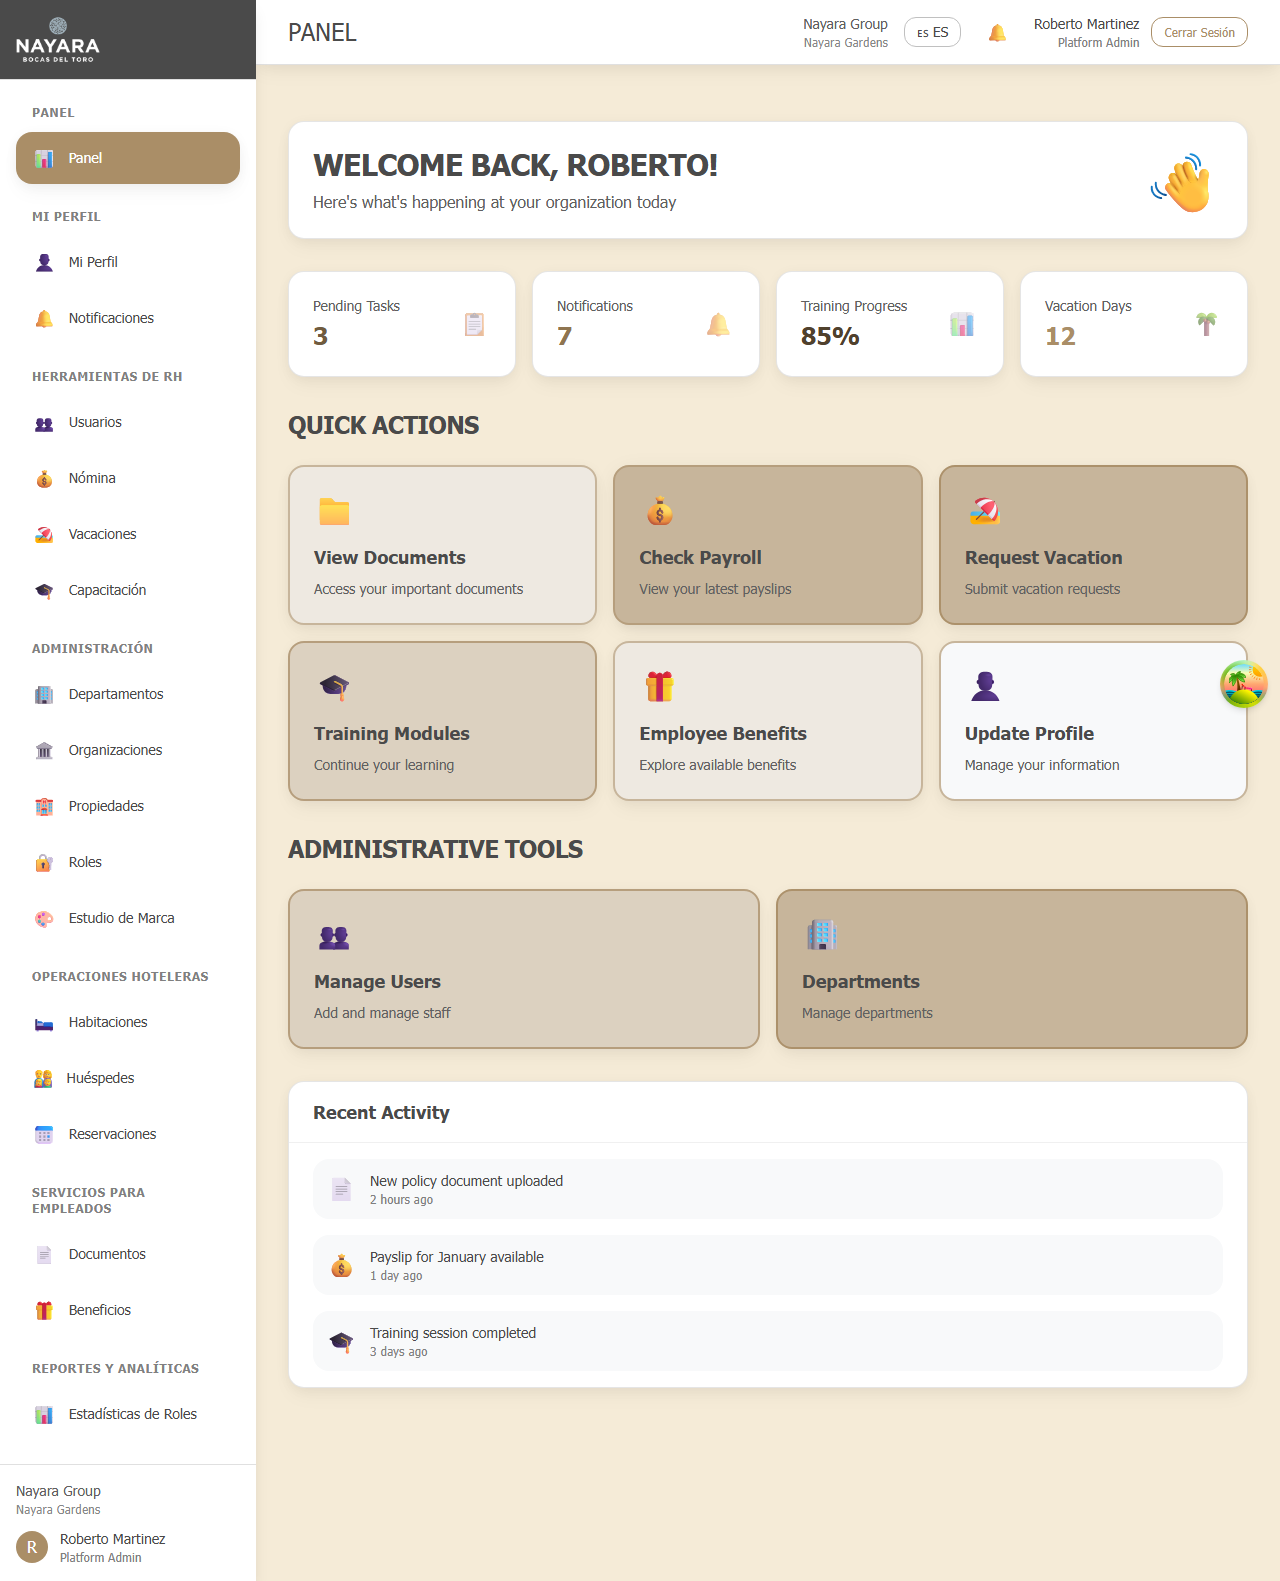 NAYARA
BOCAS DEL TORO
PANEL
Panel
MI PERFIL
Mi Perfil
Notificaciones
HERRAMIENTAS DE RH
Usuarios
Nómina
Vacaciones
Capacitación
ADMINISTRACIÓN
Departamentos
Organizaciones
Propiedades
Roles
Estudio de Marca
OPERACIONES HOTELERAS
Habitaciones
Huéspedes
Reservaciones
SERVICIOS PARA
EMPLEADOS
Documentos
Beneficios
REPORTES Y ANALÍTICAS
Estadísticas de Roles
Nayara Group
Nayara Gardens
R
Roberto Martinez
Platform Admin
PANEL
Nayara Group
Nayara Gardens
ES ES
Roberto Martinez
Platform Admin
Cerrar Sesión
WELCOME BACK, ROBERTO!
Here's what's happening at your organization today
Pending Tasks
3
Notifications
7
Training Progress
85%
Vacation Days
12
QUICK ACTIONS
View Documents
Access your important documents
Check Payroll
View your latest payslips
Request Vacation
Submit vacation requests
Training Modules
Continue your learning
Employee Benefits
Explore available benefits
Update Profile
Manage your information
ADMINISTRATIVE TOOLS
Manage Users
Add and manage staff
Departments
Manage departments
Recent Activity
New policy document uploaded
2 hours ago
Payslip for January available
1 day ago
Training session completed
3 days ago